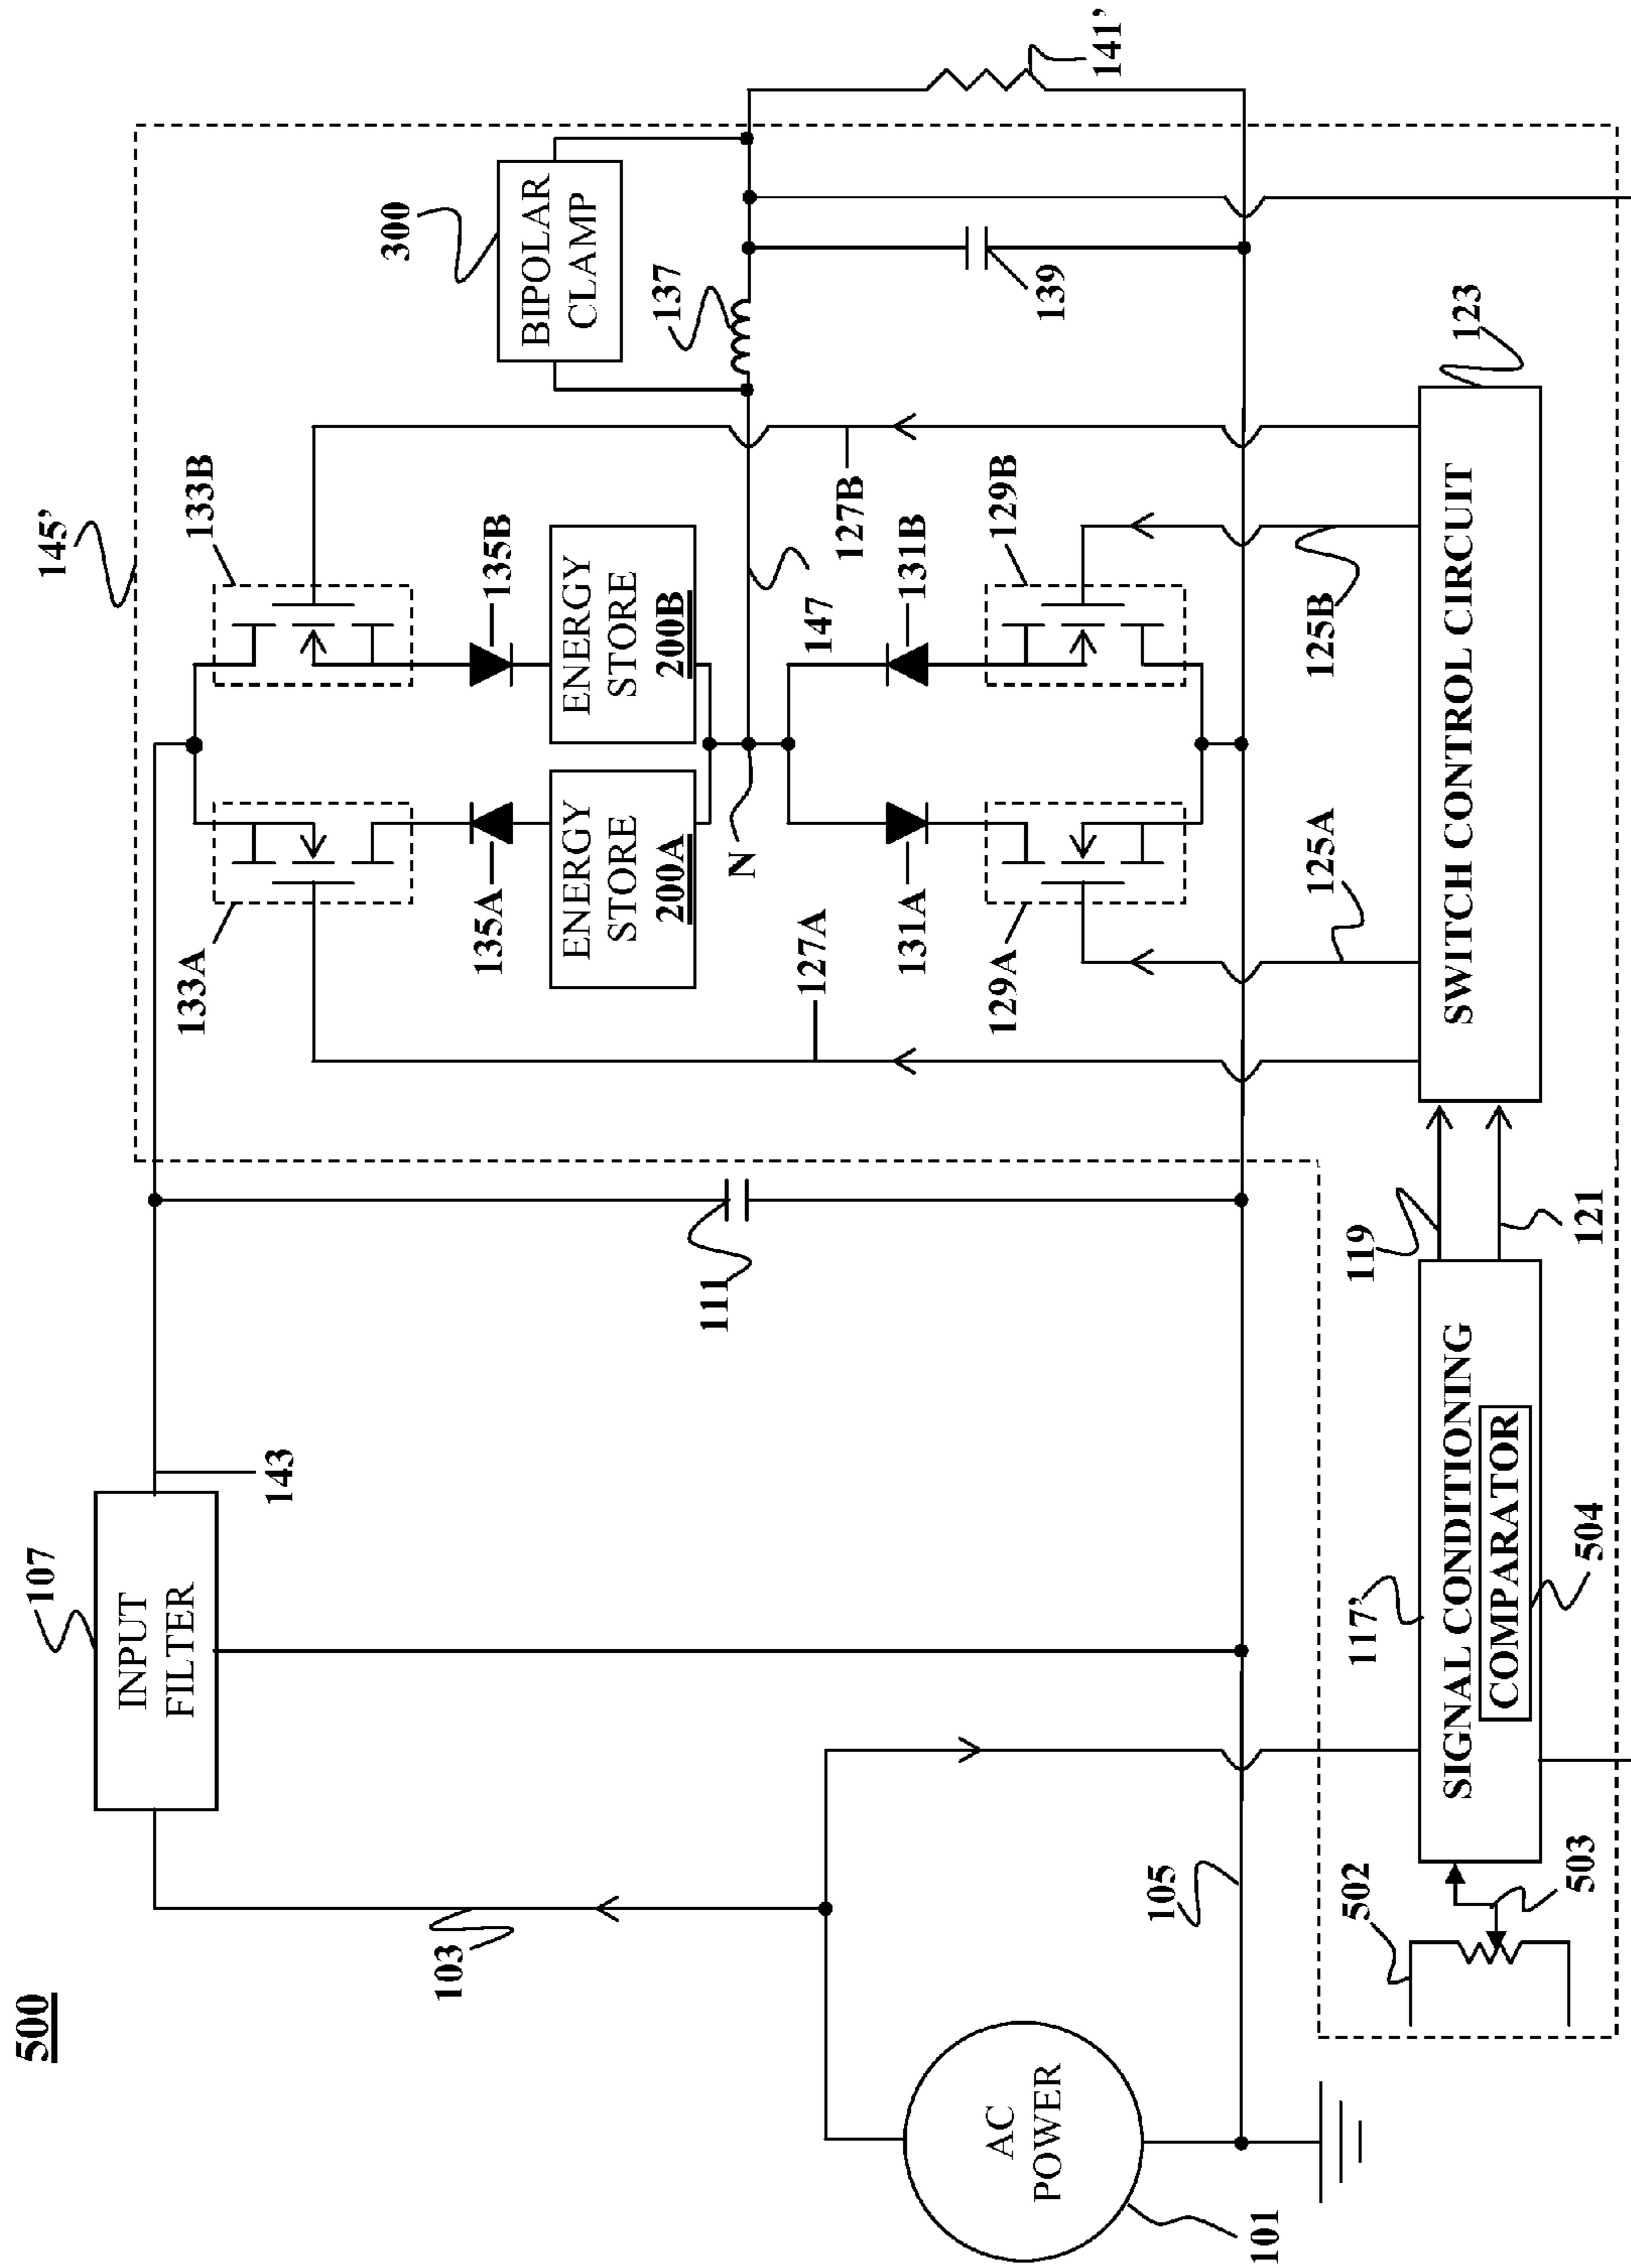 500
107
INPUT
FILTER
143
103
111
145'
133A
133B
135A
135B
ENERGY
STORE
200A
ENERGY
STORE
200B
127A
N
147
127B
131A
131B
129A
129B
300
BIPOLAR
CLAMP
137
139
141'
AC
POWER
101
105
125A
125B
123
SWITCH CONTROL CIRCUIT
119
121
117'
SIGNAL CONDITIONING
COMPARATOR
504
502
503